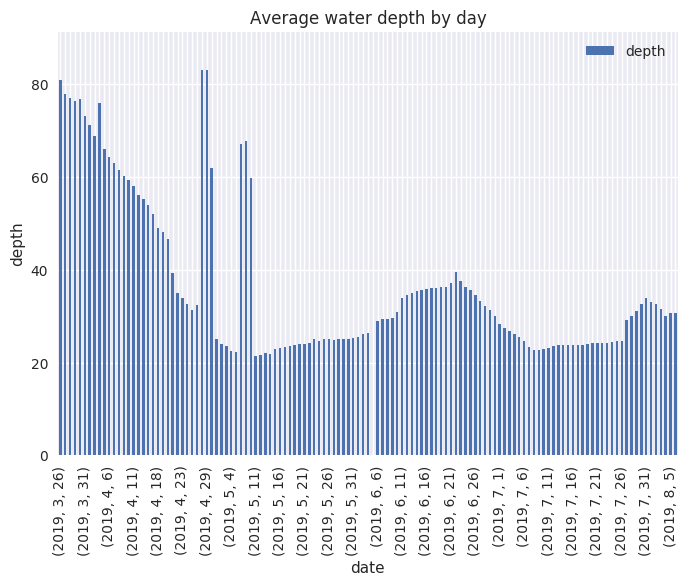 Average water depth by day
depth
80
60
40
20
0
depth
(2019, 3, 26)
(2019, 3, 31)
(2019, 4, 6)
(2019, 4, 11)
(2019, 4, 18)
(2019, 4, 23)
(2019, 4, 29)
(2019, 5, 4)
(2019, 5, 11)
(2019, 5, 16)
(2019, 5, 21)
(2019, 5, 26)
(2019, 5, 31)
(2019, 6, 6)
(2019, 6, 11)
(2019, 6, 16)
(2019, 6, 21)
(2019, 6, 26)
(2019, 7, 1)
(2019, 7, 6)
(2019, 7, 11)
(2019, 7, 16)
(2019, 7, 21)
(2019, 7, 26)
(2019, 7, 31)
(2019, 8, 5)
date